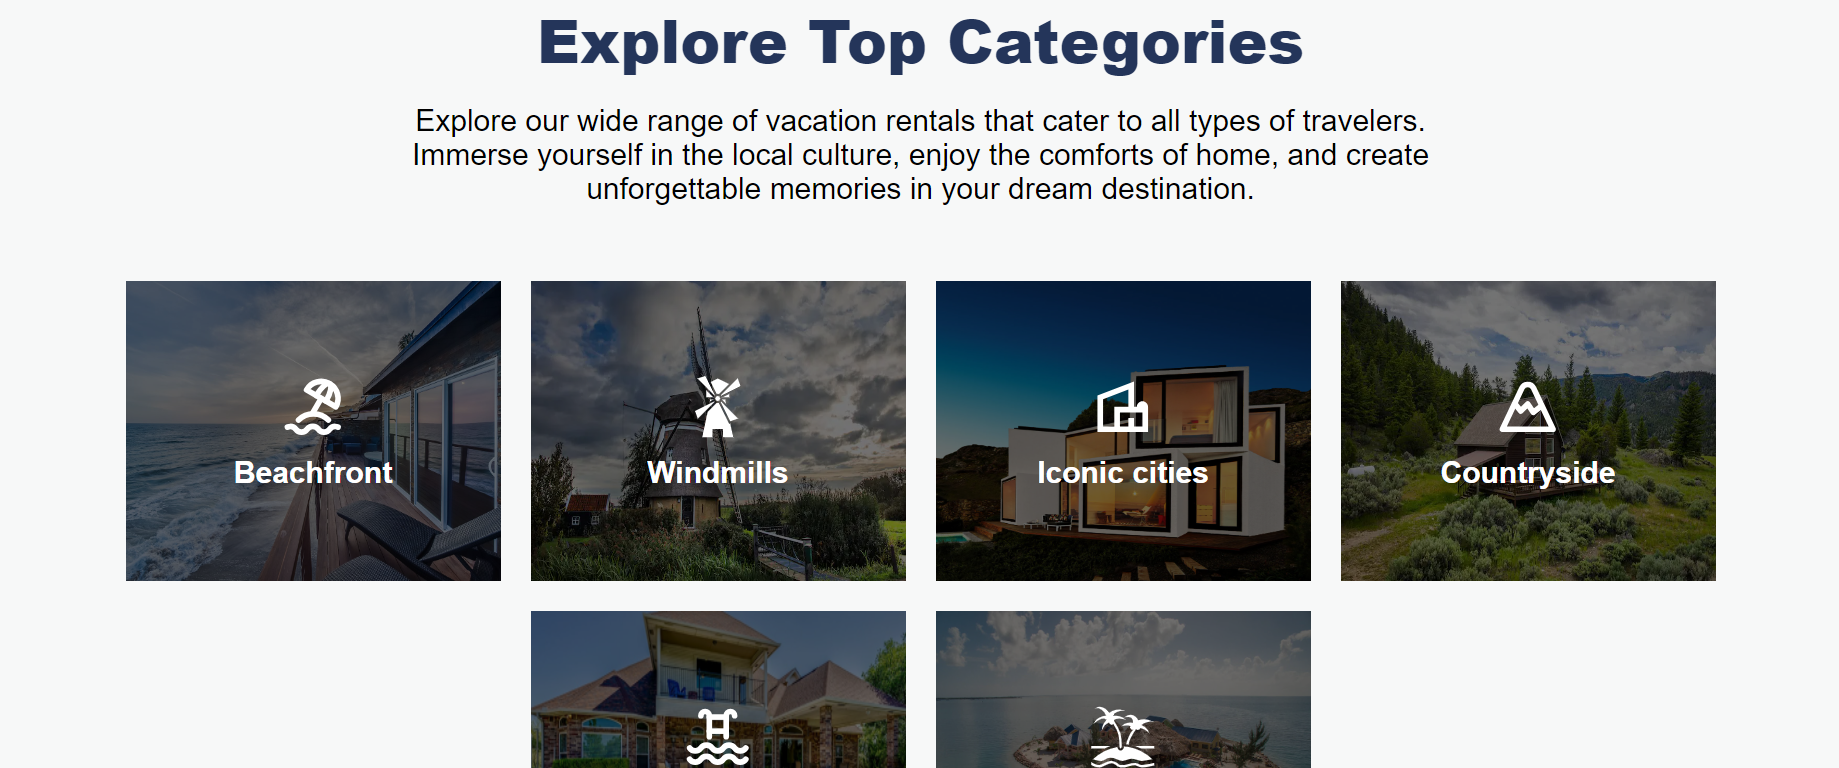 Explore Top Categories
Explore our wide range of vacation rentals that cater to all types of travelers.
Immerse yourself in the local culture, enjoy the comforts of home, and create
unforgettable memories in your dream destination.
Beachfront
Windmills
Iconic cities
Countryside